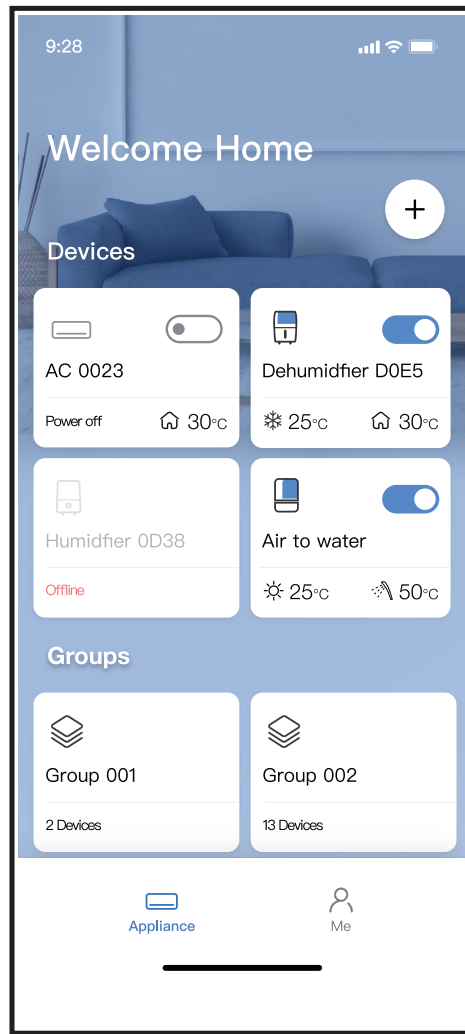 9:28
Welcome Home
+
Devices
AC 0023
Power off 30°C
Dehumidfier D0E5
25°C 30°C
Humidfier 0D38
Offline
Air to water
25°C 50°C
Groups
Group 001
2 Devices
Group 002
13 Devices
Appliance
Me